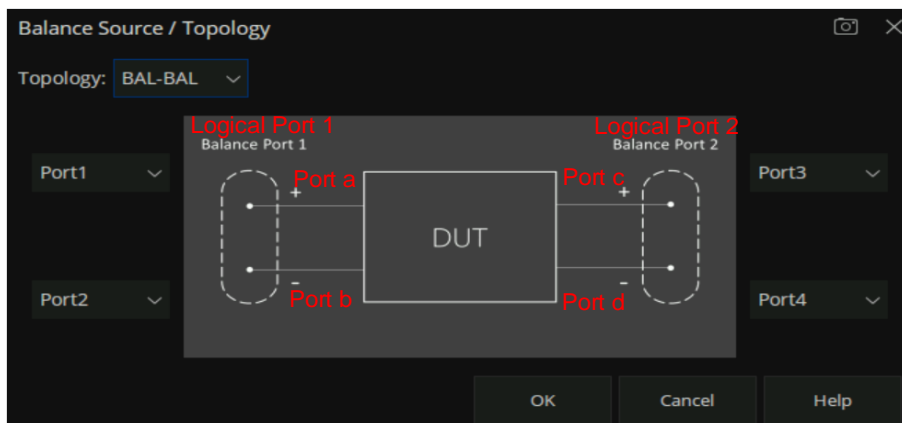 Balance Source / Topology
Topology: BAL-BAL
Logical Port 1
Logical Port 2
Balance Port 1
Balance Port 2
Port1
+
Port a
Port c
+
Port3
DUT
Port2
-
Port b
Port d
-
Port4
OK
Cancel
Help